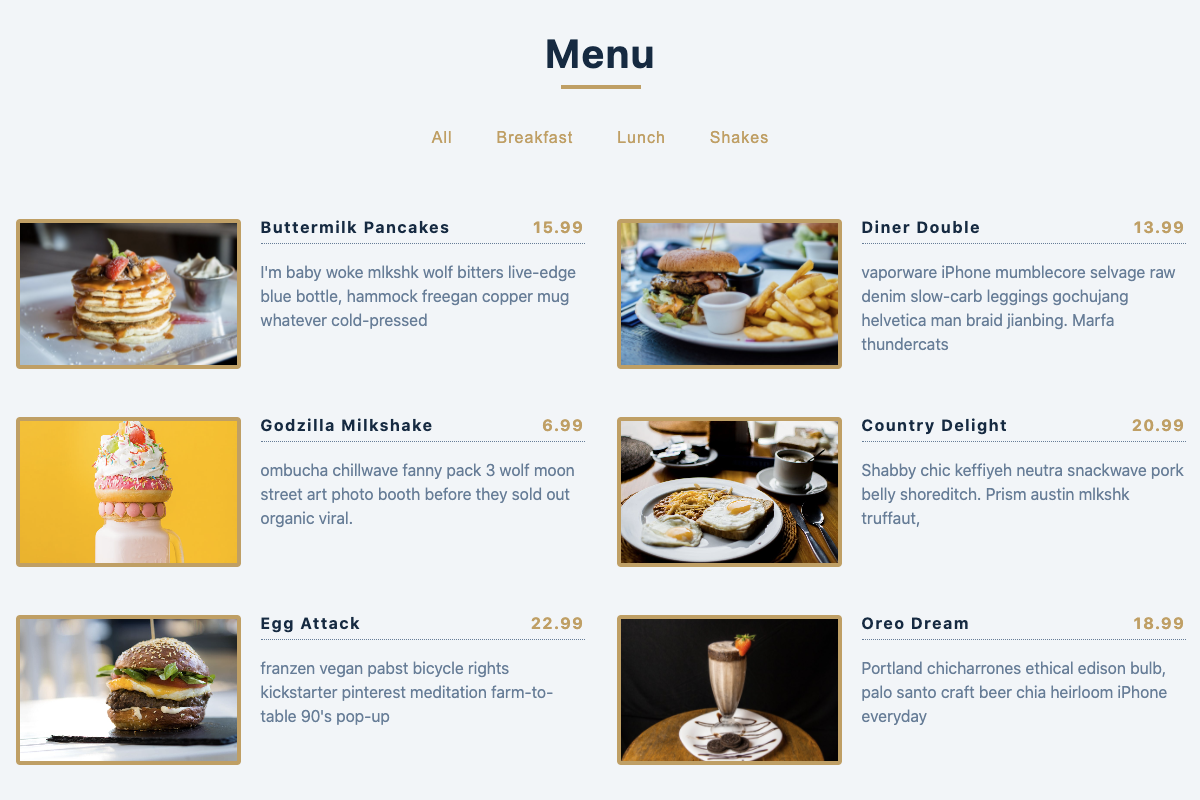 Menu
All Breakfast Lunch Shakes
Buttermilk Pancakes 15.99
I'm baby woke mlkshk wolf bitters live-edge
blue bottle, hammock freegan copper mug
whatever cold-pressed
Diner Double 13.99
vaporware iPhone mumblecore selvage raw
denim slow-carb leggings gochujang
helvetica man braid jianbing. Marfa
thundercats
Godzilla Milkshake 6.99
ombucha chillwave fanny pack 3 wolf moon
street art photo booth before they sold out
organic viral.
Country Delight 20.99
Shabby chic keffiyeh neutra snackwave pork
belly shoreditch. Prism austin mlkshk
truffaut,
Egg Attack 22.99
franzen vegan pabst bicycle rights
kickstarter pinterest meditation farm-to-
table 90's pop-up
Oreo Dream 18.99
Portland chicharrones ethical edison bulb,
palo santo craft beer chia heirloom iPhone
everyday